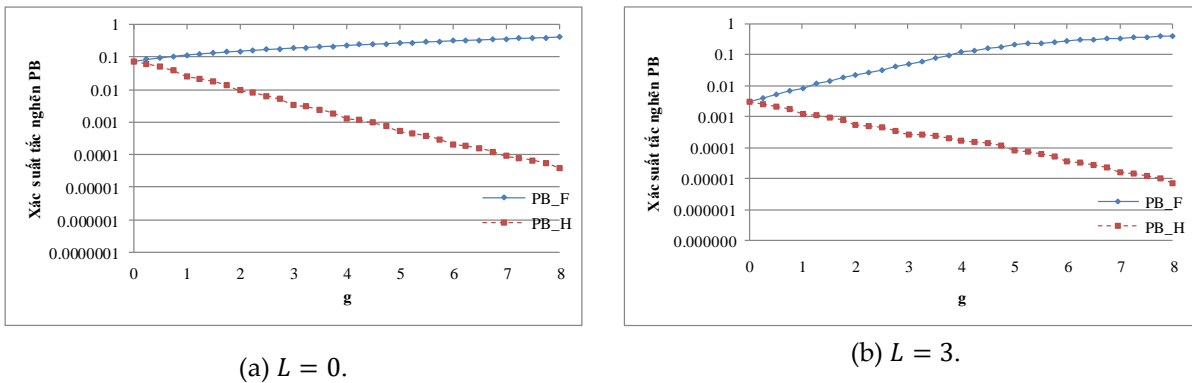 1
0.1
0.01
0.001
0.0001
0.00001
0.000001
0.0000001
Xác suất tắc nghẽn PB
PB_F
PB_H
0 1 2 3 4 5 6 7 8
g
(a) L = 0.
1
0.1
0.01
0.001
0.0001
0.00001
0.000001
0.000000
Xác suất tắc nghẽn PB
PB_F
PB_H
0 1 2 3 4 5 6 7 8
g
(b) L = 3.